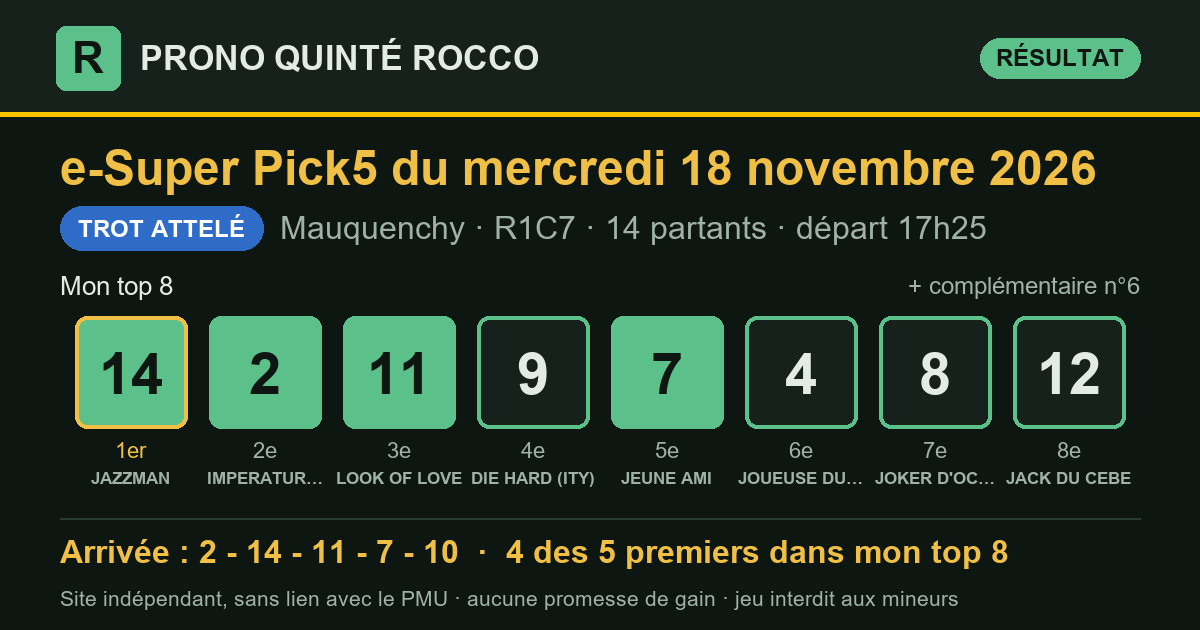 R PRONO QUINTÉ ROCCO RÉSULTAT
e-Super Pick5 du mercredi 18 novembre 2026
TROT ATTELÉ Mauquenchy · R1C7 · 14 partants · départ 17h25
Mon top 8 + complémentaire n°6
14 2 11 9 7 4 8 12
1er 2e 3e 4e 5e 6e 7e 8e
JAZZMAN IMPERATUR... LOOK OF LOVE DIE HARD (ITY) JEUNE AMI JOUEUSE DU... JOKER D'OC... JACK DU CEBE
Arrivée : 2 - 14 - 11 - 7 - 10 · 4 des 5 premiers dans mon top 8
Site indépendant, sans lien avec le PMU · aucune promesse de gain · jeu interdit aux mineurs